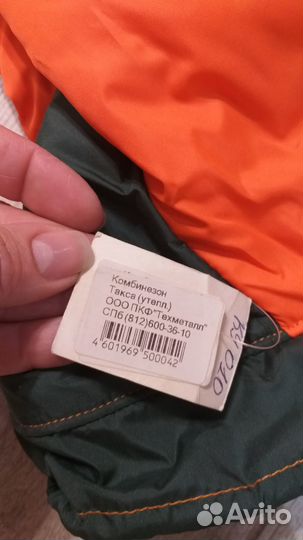 Комбинезон
Такса (утепл.)
ООО ПКФ"Техметалл"
СПб (812)600-36-10
4 601969 500042
Avito